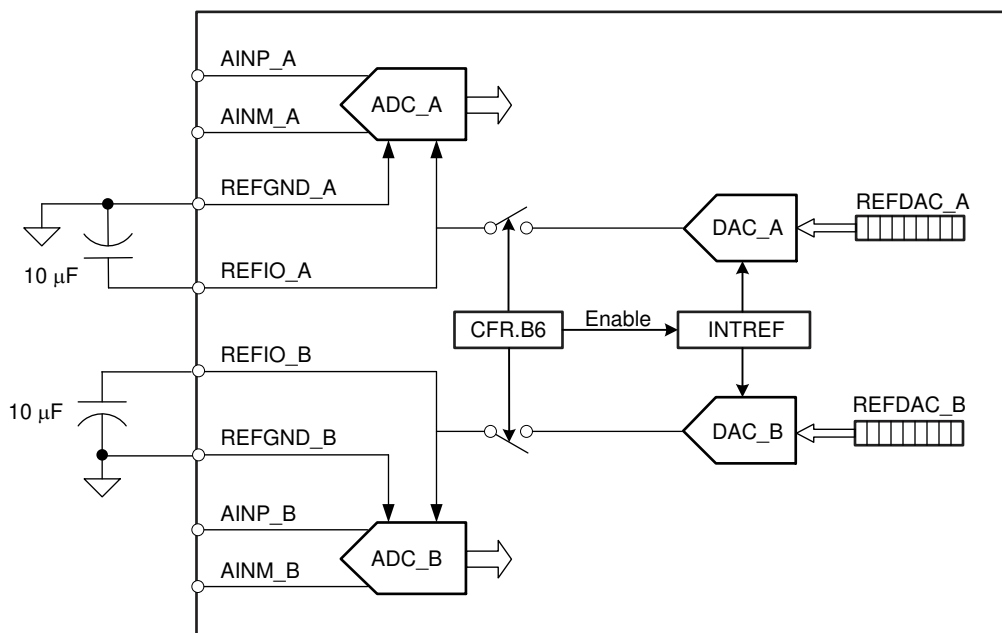 AINP_A
ADC_A
AINM_A
REFGND_A
REFDAC_A
DAC_A
10 μF
REFIO_A
CFR.B6
Enable
INTREF
REFIO_B
10 μF
REFDAC_B
DAC_B
REFGND_B
AINP_B
ADC_B
AINM_B